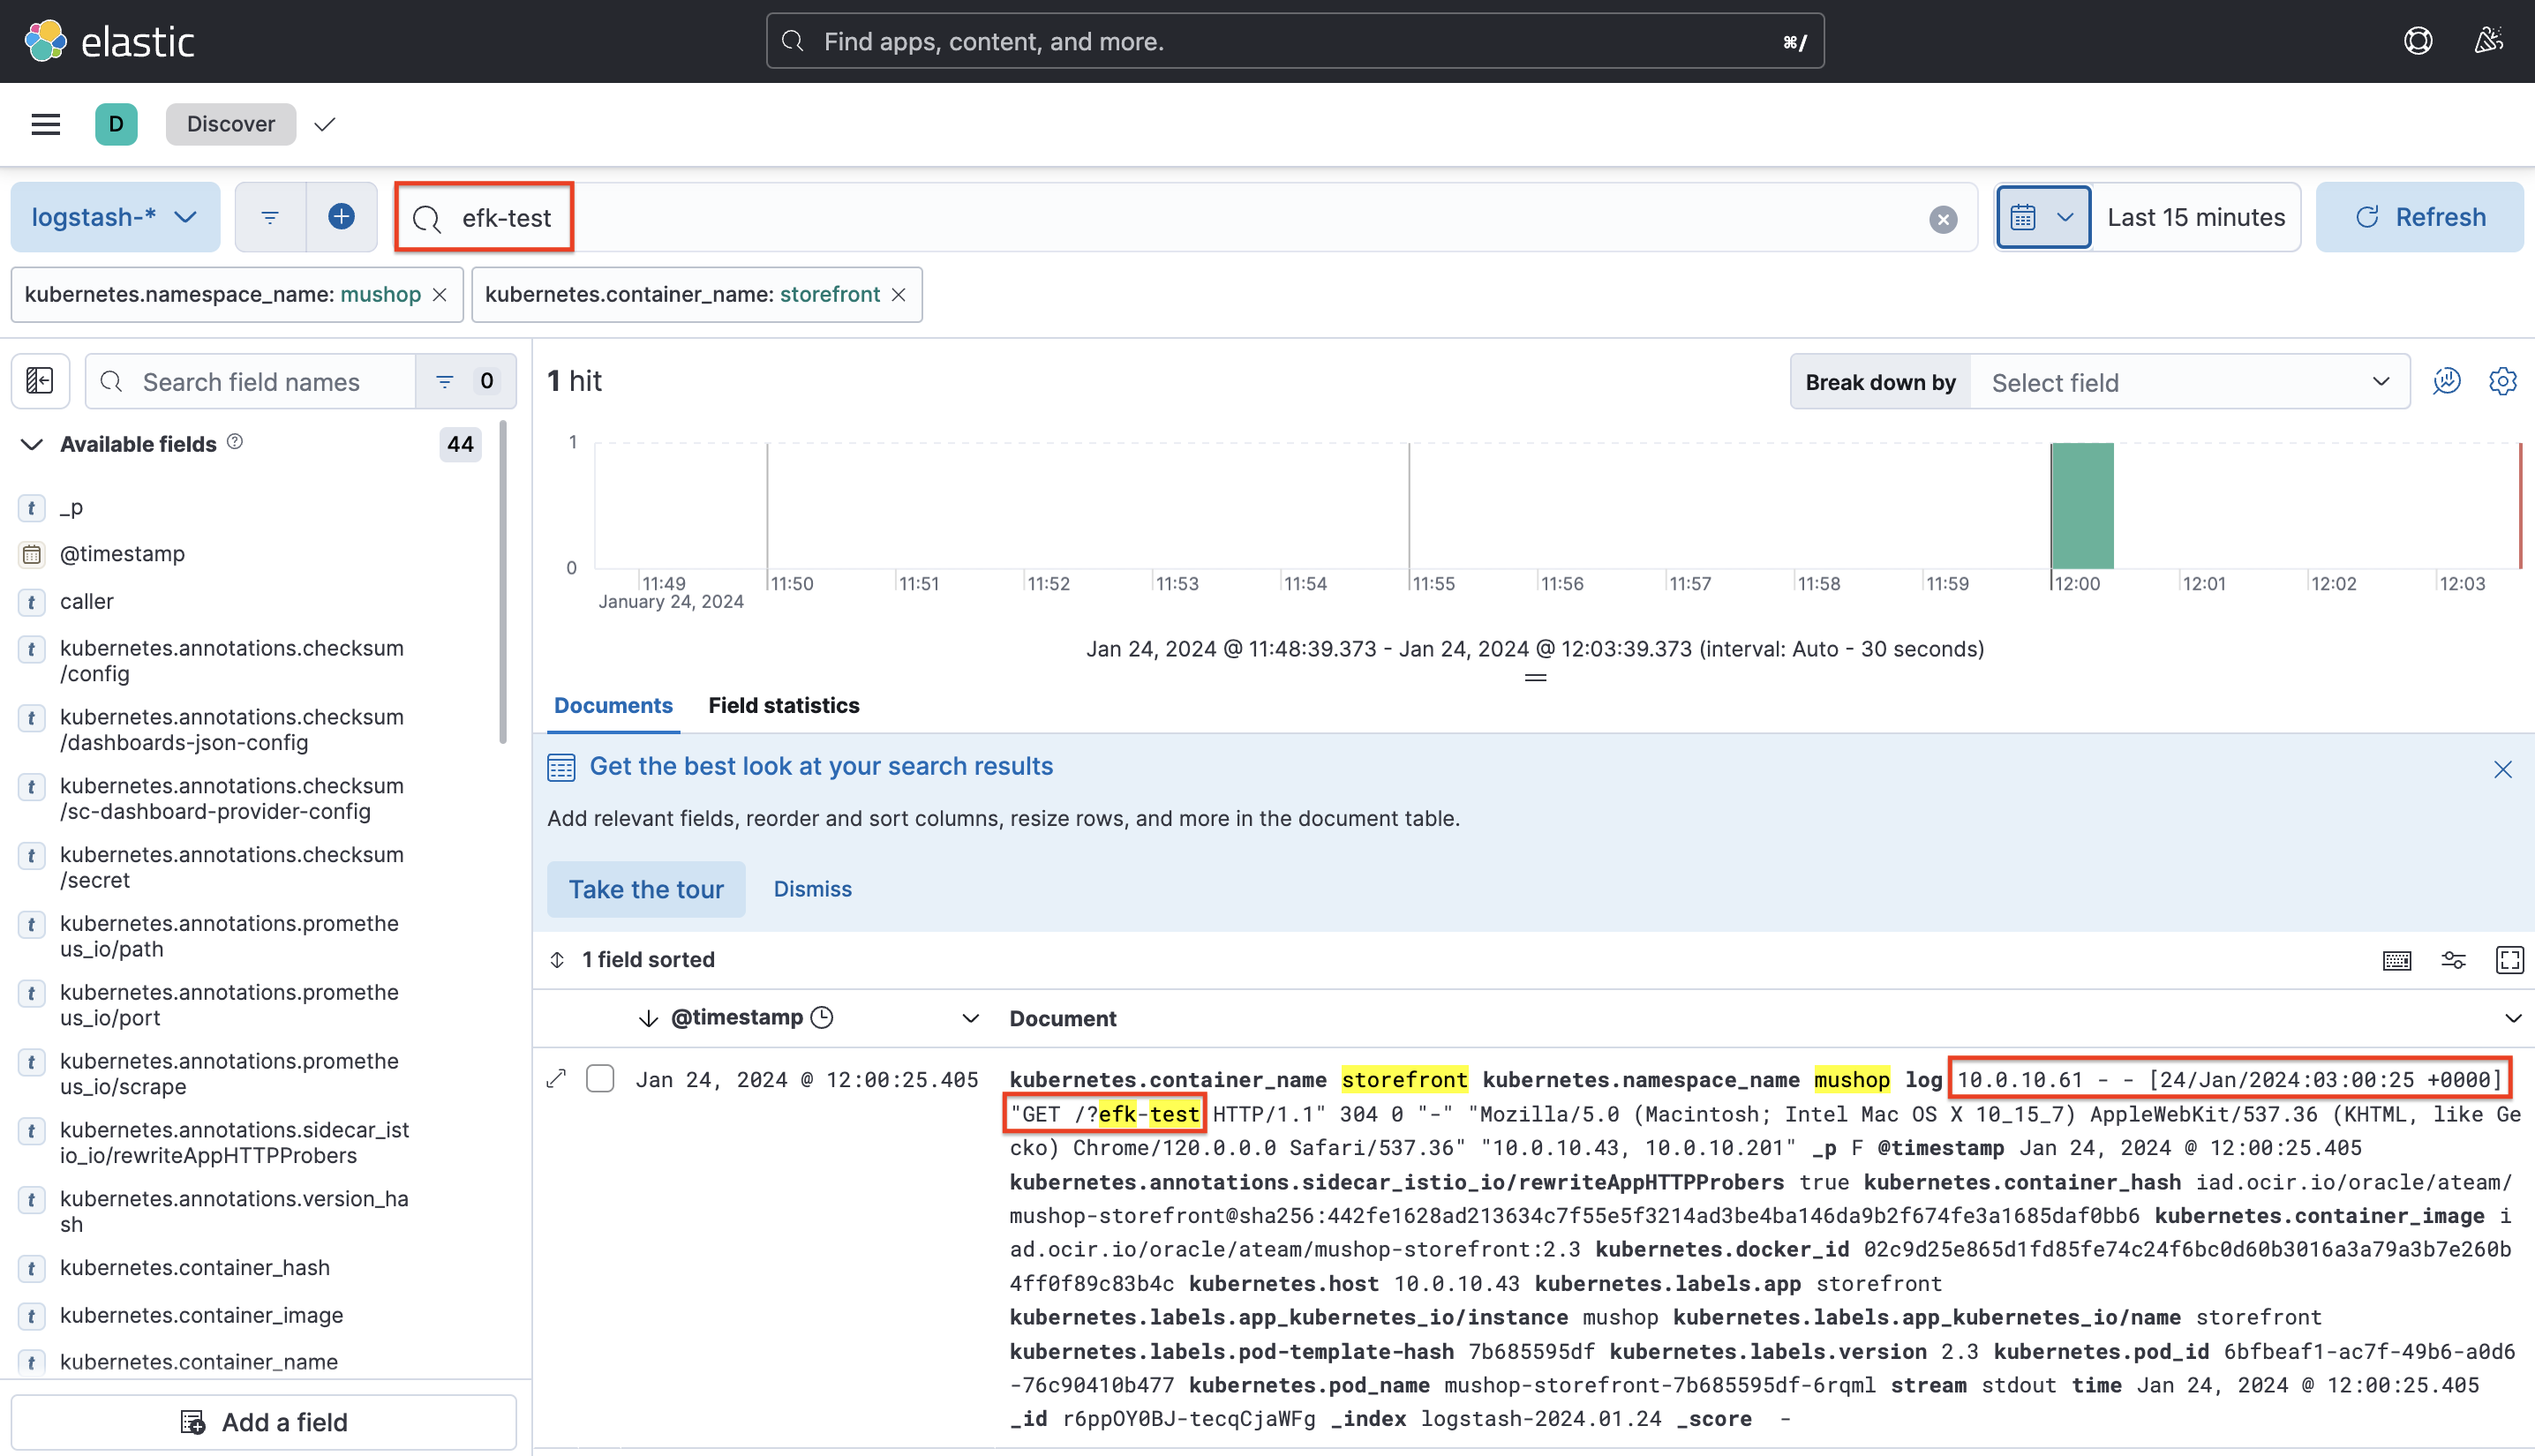 elastic
Find apps, content, and more.
⌘/
D
Discover
logstash-*
efk-test
Last 15 minutes
Refresh
kubernetes.namespace_name: mushop
kubernetes.container_name: storefront
Search field names
0
1 hit
Break down by
Select field
Available fields
44
_p
@timestamp
caller
kubernetes.annotations.checksum
/config
kubernetes.annotations.checksum
/dashboards-json-config
kubernetes.annotations.checksum
/sc-dashboard-provider-config
kubernetes.annotations.checksum
/secret
kubernetes.annotations.promethe
us_io/path
kubernetes.annotations.promethe
us_io/port
kubernetes.annotations.promethe
us_io/scrape
kubernetes.annotations.sidecar_ist
io_io/rewriteAppHTTPProbers
kubernetes.annotations.version_ha
sh
kubernetes.container_hash
kubernetes.container_image
kubernetes.container_name
Add a field
1
0
11:49 11:50 11:51 11:52 11:53 11:54 11:55 11:56 11:57 11:58 11:59 12:00 12:01 12:02 12:03
January 24, 2024
Jan 24, 2024 @ 11:48:39.373 - Jan 24, 2024 @ 12:03:39.373 (interval: Auto - 30 seconds)
Documents
Field statistics
Get the best look at your search results
Add relevant fields, reorder and sort columns, resize rows, and more in the document table.
Take the tour
Dismiss
1 field sorted
@timestamp
Document
Jan 24, 2024 @ 12:00:25.405
kubernetes.container_name storefront kubernetes.namespace_name mushop log 10.0.10.61 - - [24/Jan/2024:03:00:25 +0000]
"GET /?efk-test HTTP/1.1" 304 0 "-" "Mozilla/5.0 (Macintosh; Intel Mac OS X 10_15_7) AppleWebKit/537.36 (KHTML, like Ge
cko) Chrome/120.0.0.0 Safari/537.36" "10.0.10.43, 10.0.10.201" _p F @timestamp Jan 24, 2024 @ 12:00:25.405
kubernetes.annotations.sidecar_istio_io/rewriteAppHTTPProbers true kubernetes.container_hash iad.ocir.io/oracle/ateam/
mushop-storefront@sha256:442fe1628ad213634c7f55e5f3214ad3be4ba146da9b2f674fe3a1685daf0bb6 kubernetes.container_image i
ad.ocir.io/oracle/ateam/mushop-storefront:2.3 kubernetes.docker_id 02c9d25e865d1fd85fe74c24f6bc0d60b3016a3a79a3b7e260b
4ff0f89c83b4c kubernetes.host 10.0.10.43 kubernetes.labels.app storefront
kubernetes.labels.app_kubernetes_io/instance mushop kubernetes.labels.app_kubernetes_io/name storefront
kubernetes.labels.pod-template-hash 7b685595df kubernetes.labels.version 2.3 kubernetes.pod_id 6bfbeaf1-ac7f-49b6-a0d6
-76c90410b477 kubernetes.pod_name mushop-storefront-7b685595df-6rqml stream stdout time Jan 24, 2024 @ 12:00:25.405
_id r6ppOY0BJ-tecqCjaWFg _index logstash-2024.01.24 _score -